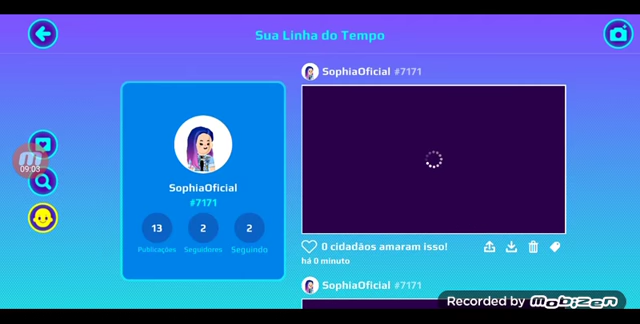 Sua Linha do Tempo
SophiaOficial #7171
09:03
SophiaOficial
#7171
13
2
2
Publicações
Seguidores
Seguindo
0 cidadãos amaram isso!
há 0 minuto
SophiaOficial #7171
Recorded by MobiZen